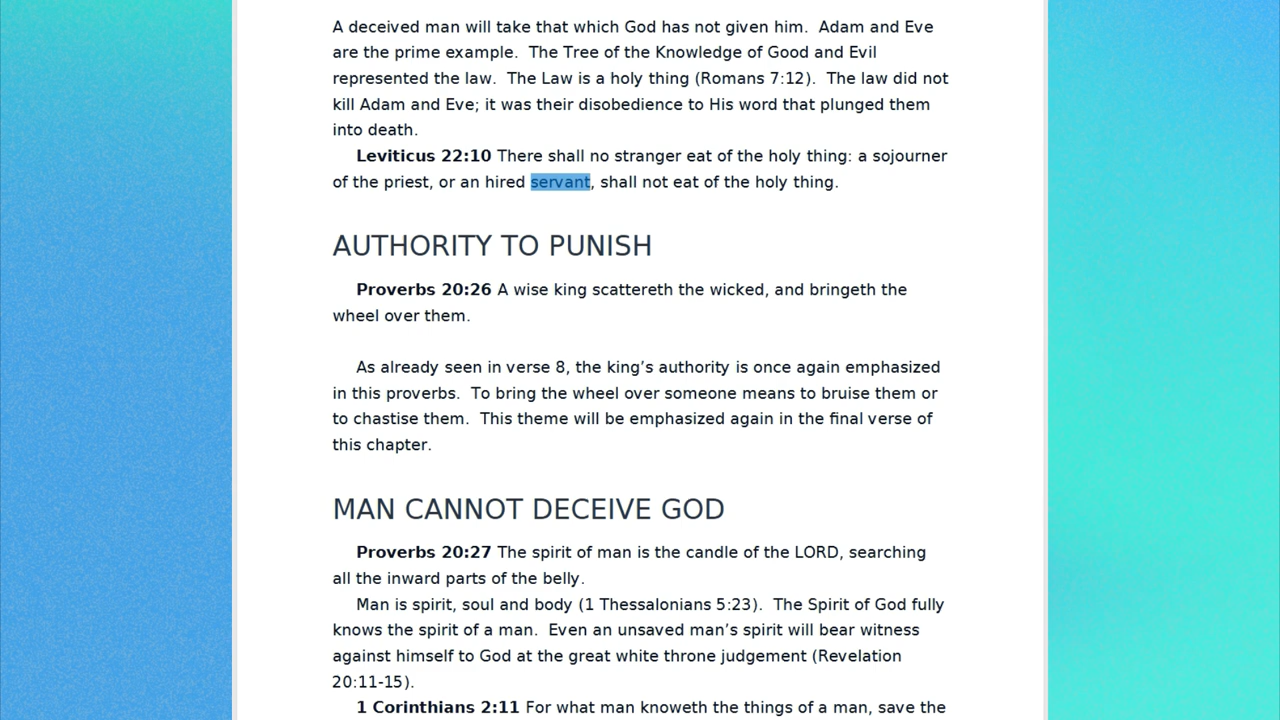 A deceived man will take that which God has not given him.  Adam and Eve
are the prime example.  The Tree of the Knowledge of Good and Evil
represented the law.  The Law is a holy thing (Romans 7:12).  The law did not
kill Adam and Eve; it was their disobedience to His word that plunged them
into death.
Leviticus 22:10 There shall no stranger eat of the holy thing: a sojourner
of the priest, or an hired servant, shall not eat of the holy thing.
AUTHORITY TO PUNISH
Proverbs 20:26 A wise king scattereth the wicked, and bringeth the
wheel over them.
As already seen in verse 8, the king’s authority is once again emphasized
in this proverbs.  To bring the wheel over someone means to bruise them or
to chastise them.  This theme will be emphasized again in the final verse of
this chapter.
MAN CANNOT DECEIVE GOD
Proverbs 20:27 The spirit of man is the candle of the LORD, searching
all the inward parts of the belly.
Man is spirit, soul and body (1 Thessalonians 5:23).  The Spirit of God fully
knows the spirit of a man.  Even an unsaved man’s spirit will bear witness
against himself to God at the great white throne judgement (Revelation
20:11-15).
1 Corinthians 2:11 For what man knoweth the things of a man, save the